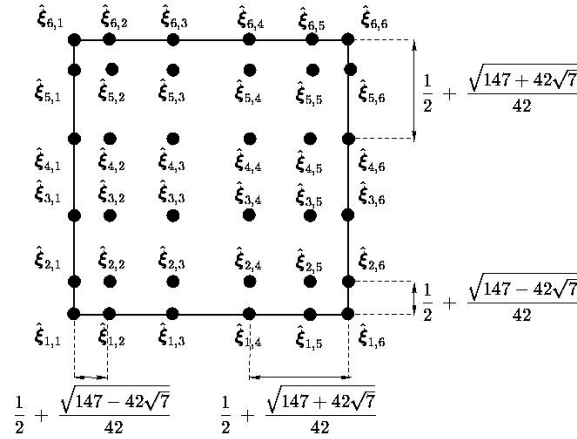 ξ̂₆,₁ ξ̂₆,₂ ξ̂₆,₃ ξ̂₆,₄ ξ̂₆,₅ ξ̂₆,₆
ξ̂₅,₁ ξ̂₅,₂ ξ̂₅,₃ ξ̂₅,₄ ξ̂₅,₅ ξ̂₅,₆
1/2 + √(147 + 42√7)/42
ξ̂₄,₁ ξ̂₄,₂ ξ̂₄,₃ ξ̂₄,₄ ξ̂₄,₅ ξ̂₄,₆
ξ̂₃,₁ ξ̂₃,₂ ξ̂₃,₃ ξ̂₃,₄ ξ̂₃,₅ ξ̂₃,₆
ξ̂₂,₁ ξ̂₂,₂ ξ̂₂,₃ ξ̂₂,₄ ξ̂₂,₅ ξ̂₂,₆
1/2 + √(147 − 42√7)/42
ξ̂₁,₁ ξ̂₁,₂ ξ̂₁,₃ ξ̂₁,₄ ξ̂₁,₅ ξ̂₁,₆
1/2 + √(147 − 42√7)/42 1/2 + √(147 + 42√7)/42